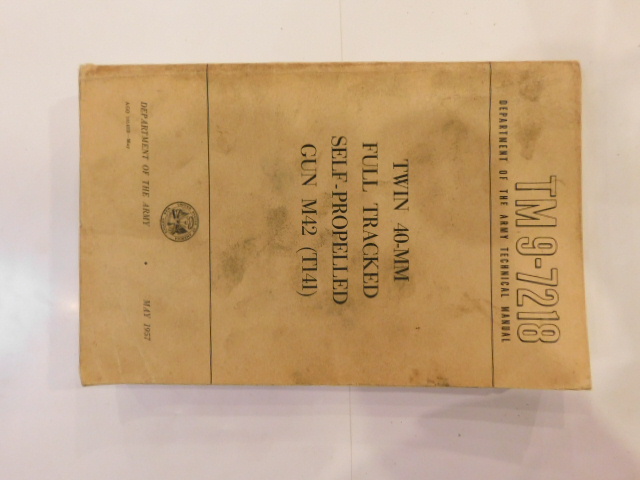 TM 9-7218
DEPARTMENT OF THE ARMY TECHNICAL MANUAL
TWIN 40-MM
FULL TRACKED
SELF-PROPELLED
GUN M42 (T141)
DEPARTMENT OF THE ARMY • MAY 1957